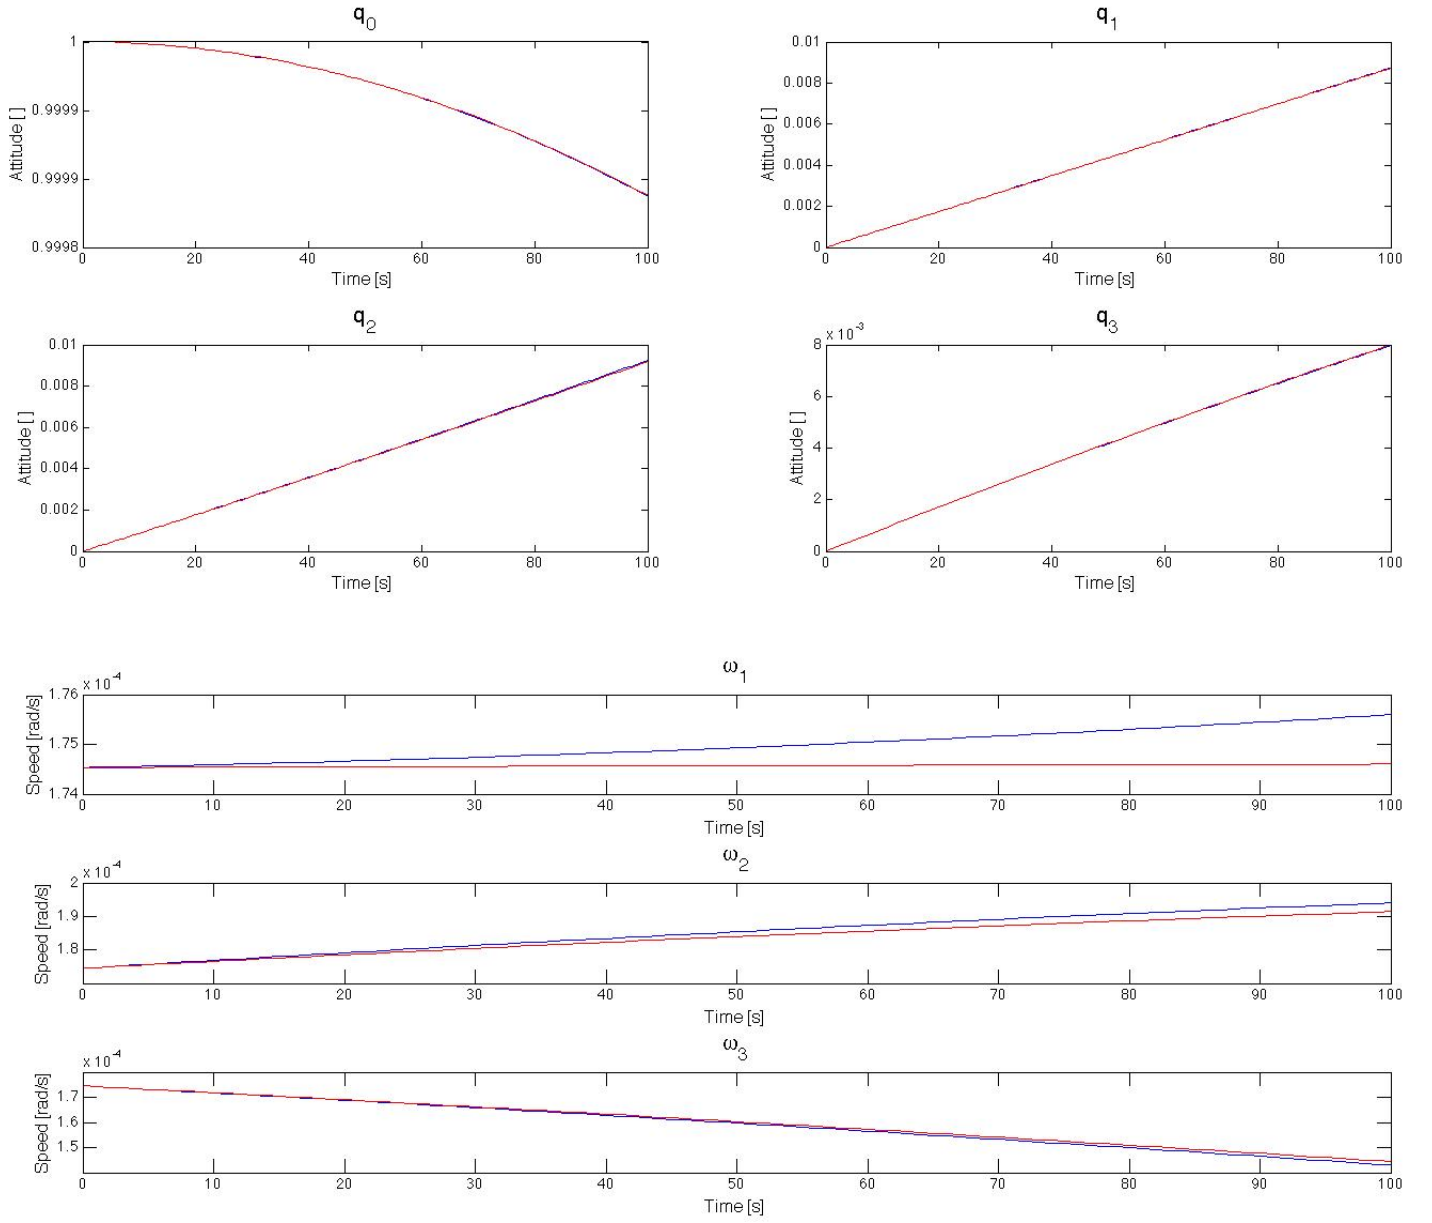 q0
1
0.9999
0.9999
0.9998
Attitude [ ]
0 20 40 60 80 100
Time [s]
q1
0.01
0.008
0.006
0.004
0.002
0
Attitude [ ]
0 20 40 60 80 100
Time [s]
q2
0.01
0.008
0.006
0.004
0.002
0
Attitude [ ]
0 20 40 60 80 100
Time [s]
q3
x 10-3
8
6
4
2
0
Attitude [ ]
0 20 40 60 80 100
Time [s]
ω1
x 10-4
1.76
1.75
1.74
Speed [rad/s]
0 10 20 30 40 50 60 70 80 90 100
Time [s]
ω2
x 10-4
2
1.9
1.8
Speed [rad/s]
0 10 20 30 40 50 60 70 80 90 100
Time [s]
ω3
x 10-4
1.7
1.6
1.5
Speed [rad/s]
0 10 20 30 40 50 60 70 80 90 100
Time [s]